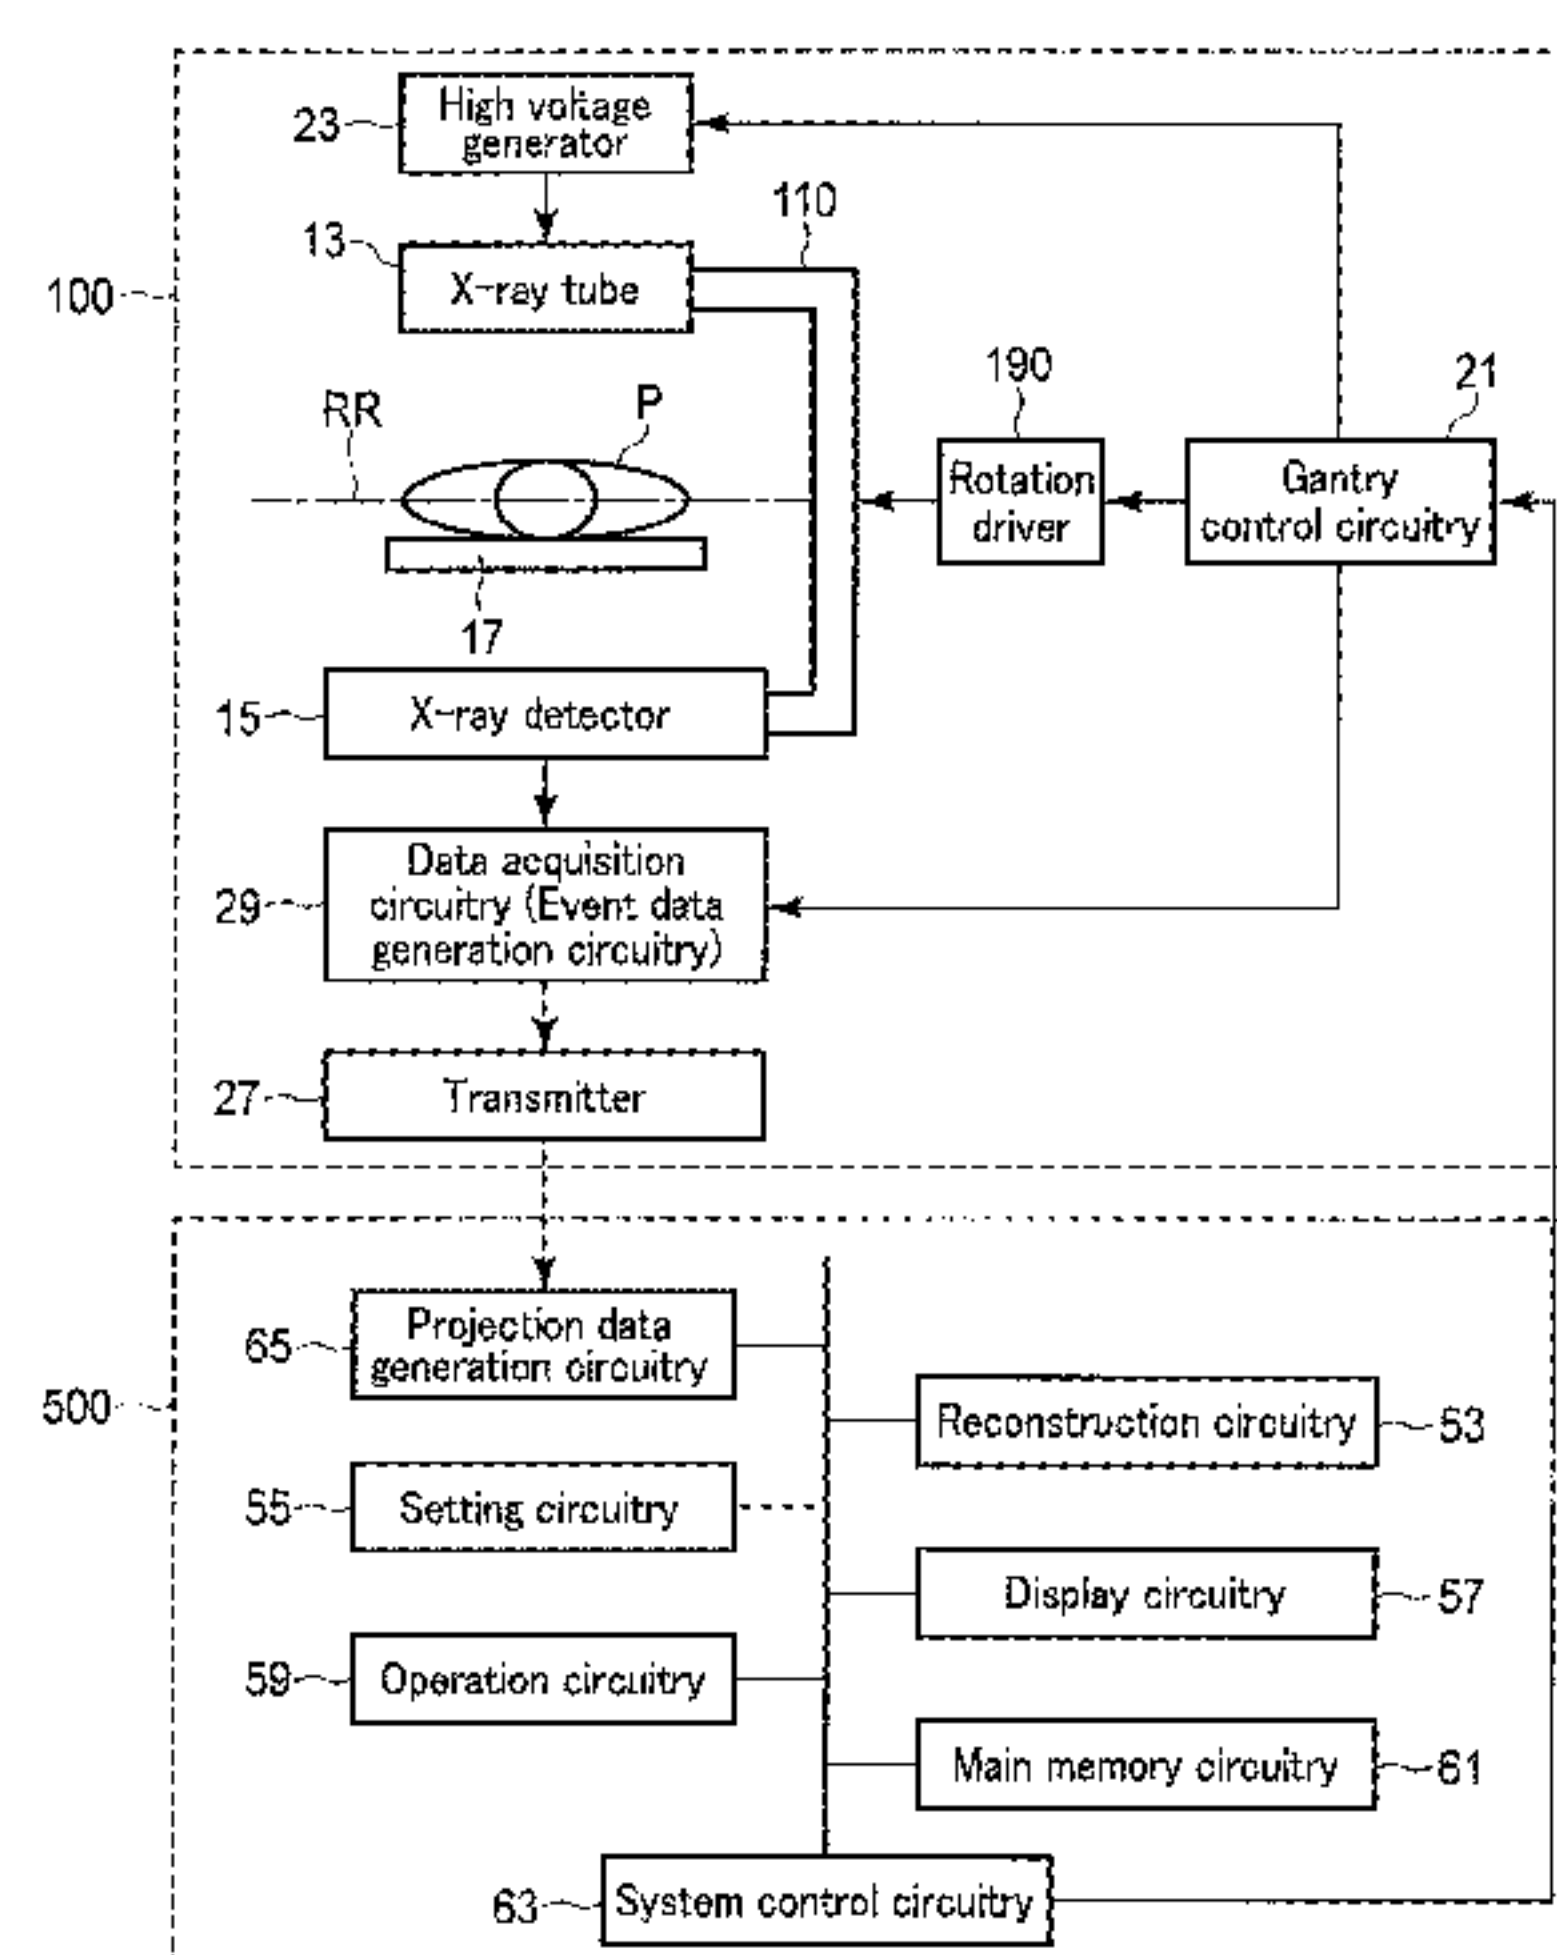 High voltage
generator
23
110
13
X-ray tube
100
190
21
RR
P
Rotation
driver
Gantry
control circuitry
17
15
X-ray detector
Data acquisition
29
circuitry (Event data
generation circuitry)
27
Transmitter
65
Projection data
generation circuitry
500
Reconstruction circuitry
53
55
Setting circuitry
Display circuitry
57
59
Operation circuitry
Main memory circuitry
61
63
System control circuitry